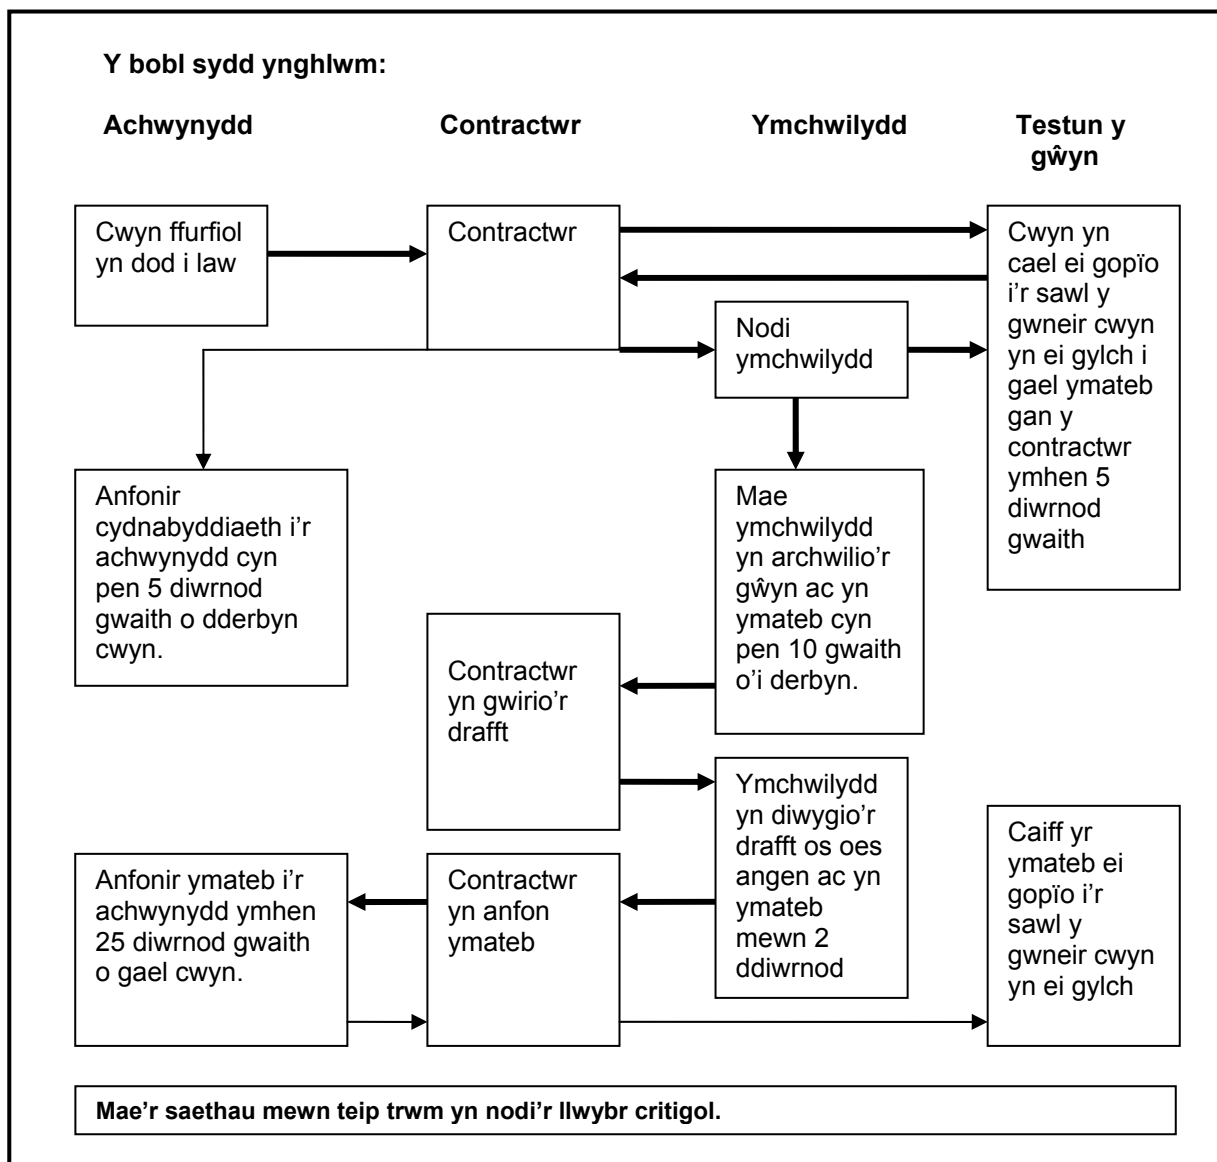 Y bobl sydd ynghlwm:
Achwynydd
Contractwr
Ymchwilydd
Testun y
gŵyn
Cwyn ffurfiol
yn dod i law
Contractwr
Cwyn yn
cael ei gopïo
i'r sawl y
gwneir cwyn
yn ei gylch i
gael ymateb
gan y
contractwr
ymhen 5
diwrnod
gwaith
Nodi
ymchwilydd
Anfonir
cydnabyddiaeth i'r
achwynydd cyn
pen 5 diwrnod
gwaith o dderbyn
cwyn.
Mae
ymchwilydd
yn archwilio'r
gŵyn ac yn
ymateb cyn
pen 10 gwaith
o'i derbyn.
Contractwr
yn gwirio'r
drafft
Ymchwilydd
yn diwygio'r
drafft os oes
angen ac yn
ymateb
mewn 2
ddiwrnod
Anfonir ymateb i'r
achwynydd ymhen
25 diwrnod gwaith
o gael cwyn.
Contractwr
yn anfon
ymateb
Caiff yr
ymateb ei
gopïo i'r
sawl y
gwneir cwyn
yn ei gylch
Mae'r saethau mewn teip trwm yn nodi'r llwybr critigol.